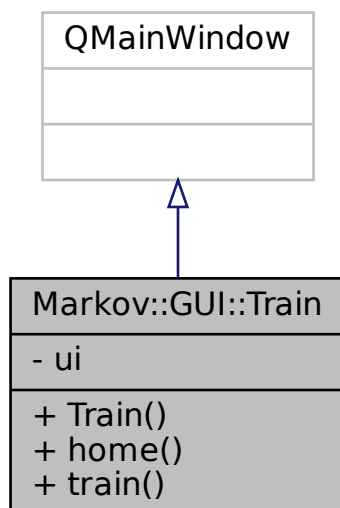 QMainWindow
Markov::GUI::Train
- ui
+ Train()
+ home()
+ train()